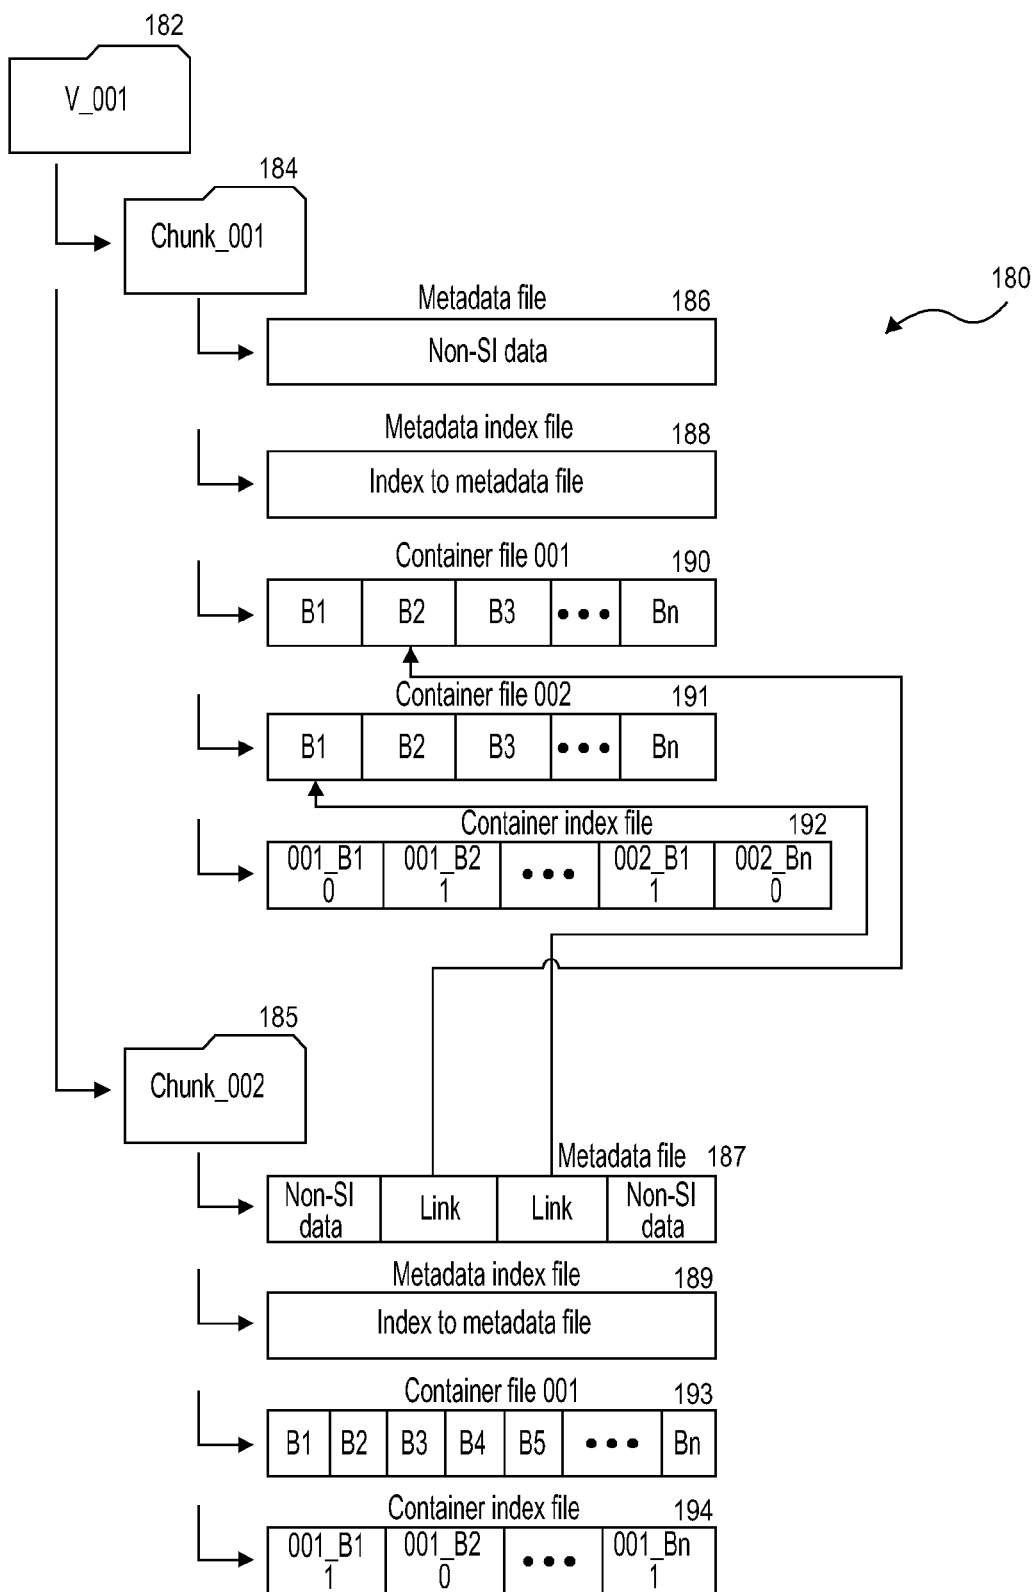 182
V_001
184
Chunk_001
180
Metadata file 186
Non-SI data
Metadata index file 188
Index to metadata file
Container file 001 190
B1 B2 B3 ••• Bn
Container file 002 191
B1 B2 B3 ••• Bn
Container index file 192
001_B1 001_B2 ••• 002_B1 002_Bn
0 1 1 0
185
Chunk_002
Metadata file 187
Non-SI Link Link Non-SI
data data
Metadata index file 189
Index to metadata file
Container file 001 193
B1 B2 B3 B4 B5 ••• Bn
Container index file 194
001_B1 001_B2 ••• 001_Bn
1 0 1